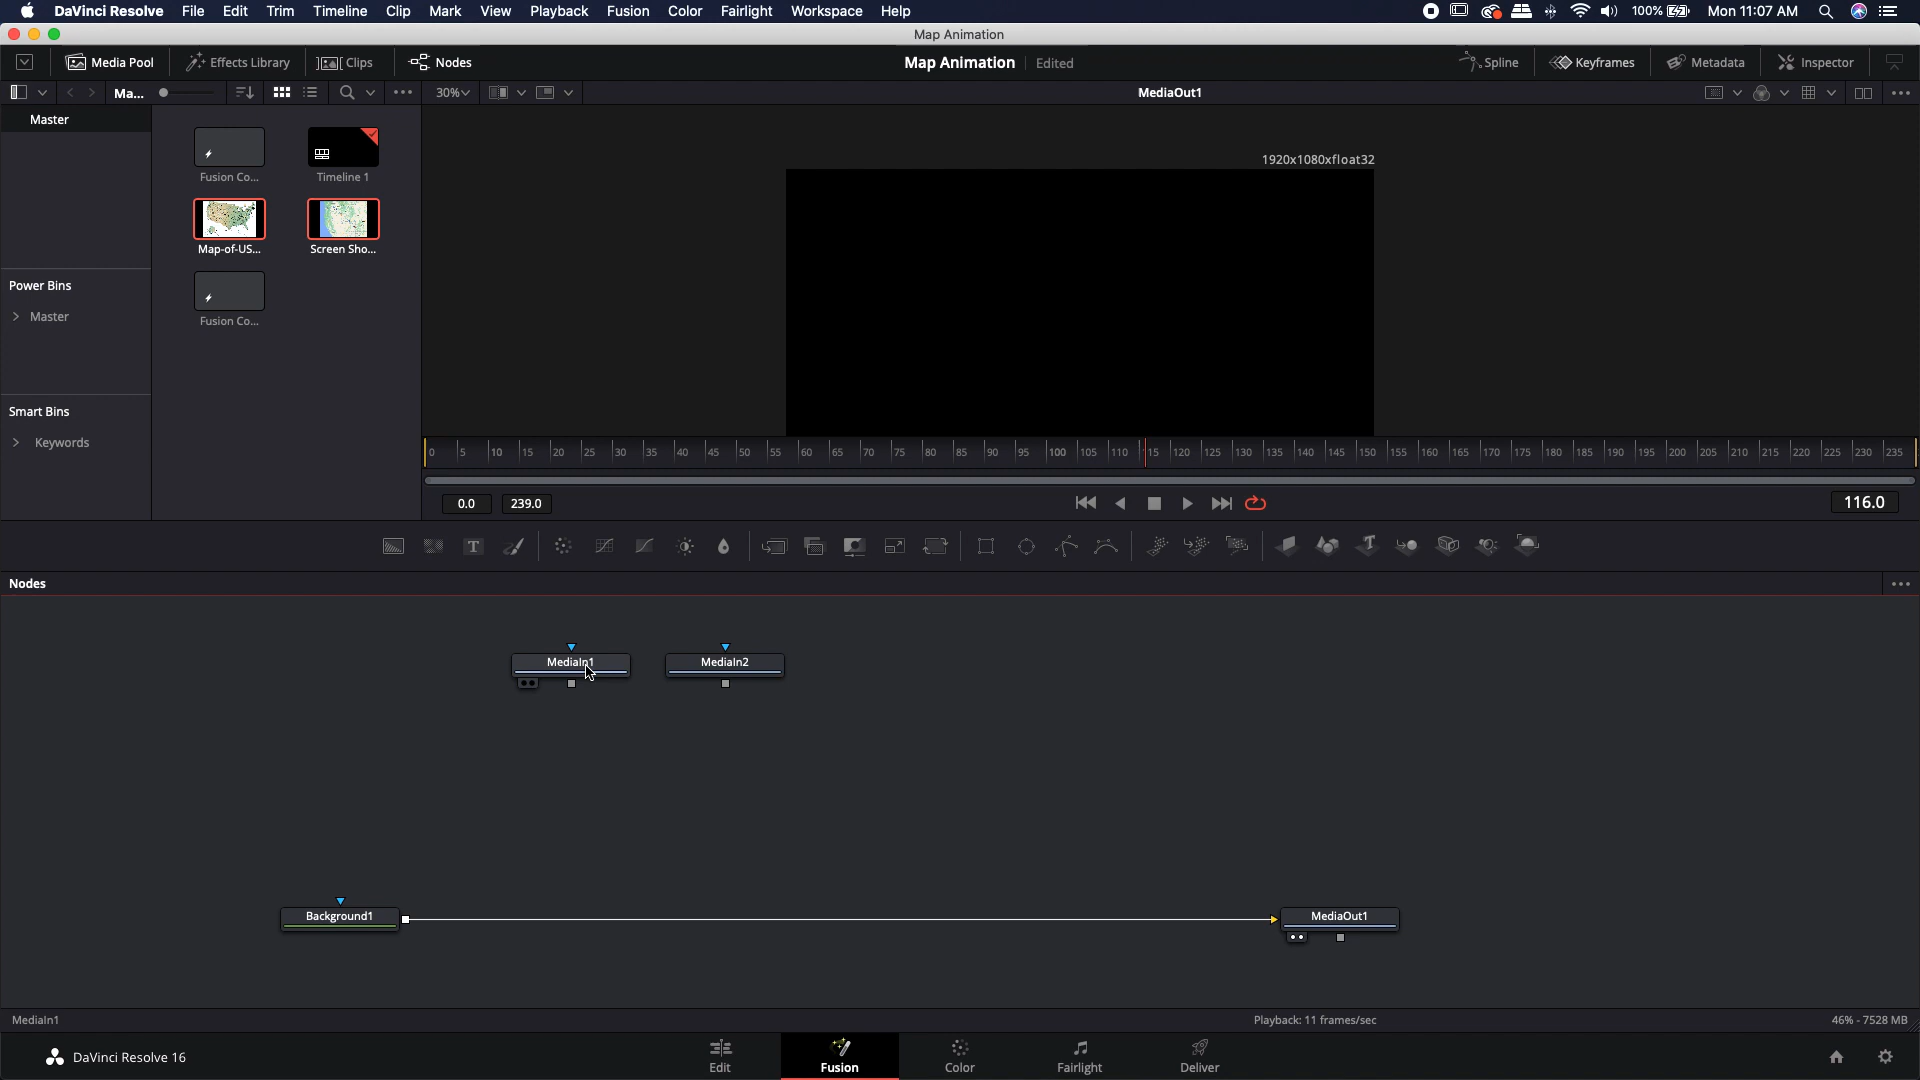 DaVinci Resolve File Edit Trim Timeline Clip Mark View Playback Fusion Color Fairlight Workspace Help 100% Mon 11:07 AM
Map Animation
Media Pool Effects Library Clips Nodes Map Animation Edited Spline Keyframes Metadata Inspector
Ma... 30% MediaOut1
Master
1920x1080xfloat32
Fusion Co... Timeline 1
Map-of-US... Screen Sho...
Power Bins
Master
Fusion Co...
Smart Bins
Keywords
0 5 10 15 20 25 30 35 40 45 50 55 60 65 70 75 80 85 90 95 100 105 110 15 120 125 130 135 140 145 150 155 160 165 170 175 180 185 190 195 200 205 210 215 220 225 230 235
0.0 239.0 116.0
T
Nodes
MediaIn1 MediaIn2
Background1 MediaOut1
MediaIn1 Playback: 11 frames/sec 46% - 7528 MB
DaVinci Resolve 16 Edit Fusion Color Fairlight Deliver